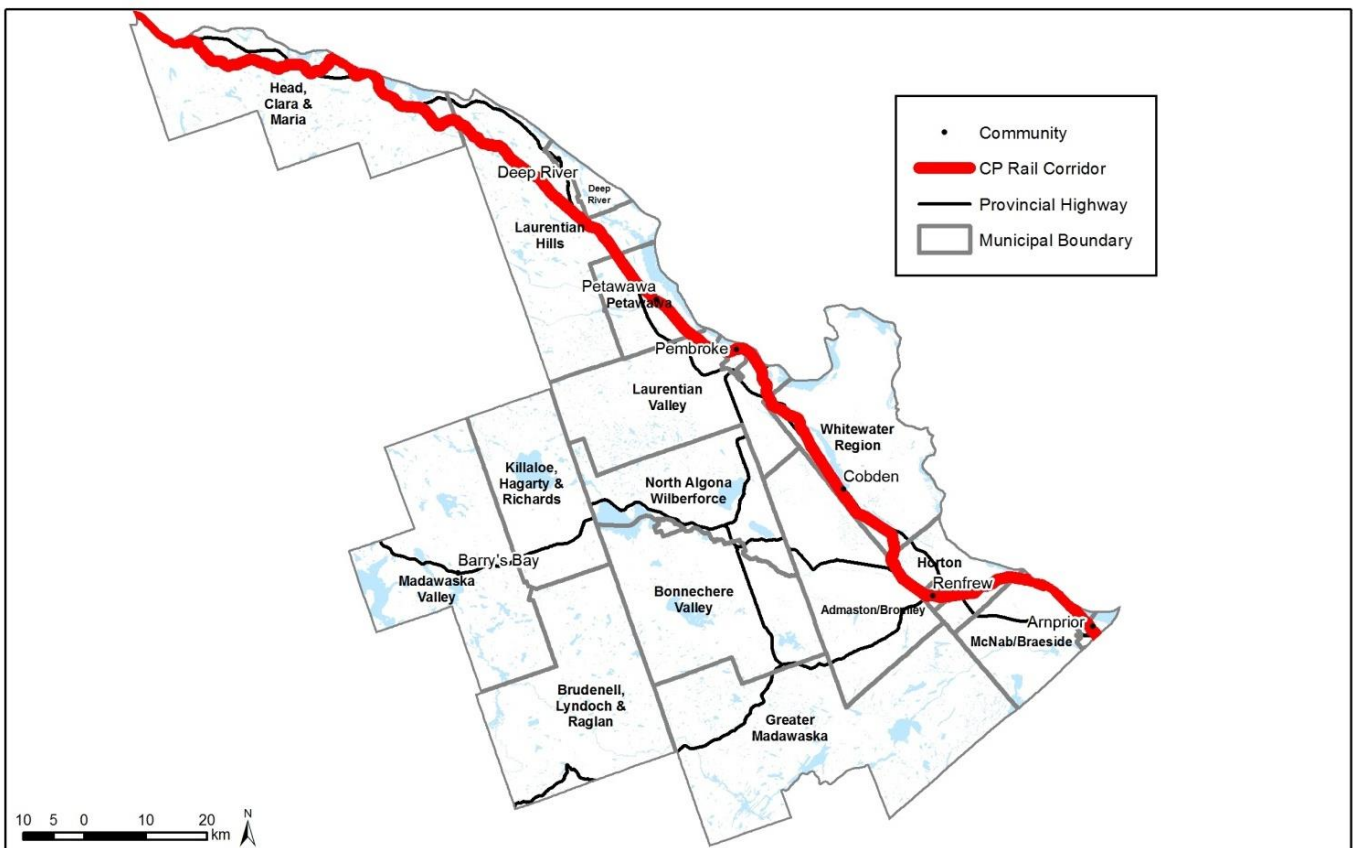 Head,
Clara &
Maria
Deep River
Deep
River
Laurentian
Hills
Petawawa
Petawawa
Pembroke
Laurentian
Valley
Whitewater
Region
Cobden
Killaloe,
Hagarty &
Richards
North Algona
Wilberforce
Barry's Bay
Madawaska
Valley
Bonnechere
Valley
Horton
Renfrew
Admaston/Bromley
Arnprior
McNab/Braeside
Brudenell,
Lyndoch &
Raglan
Greater
Madawaska
Community
CP Rail Corridor
Provincial Highway
Municipal Boundary
10 5 0 10 20
km
N